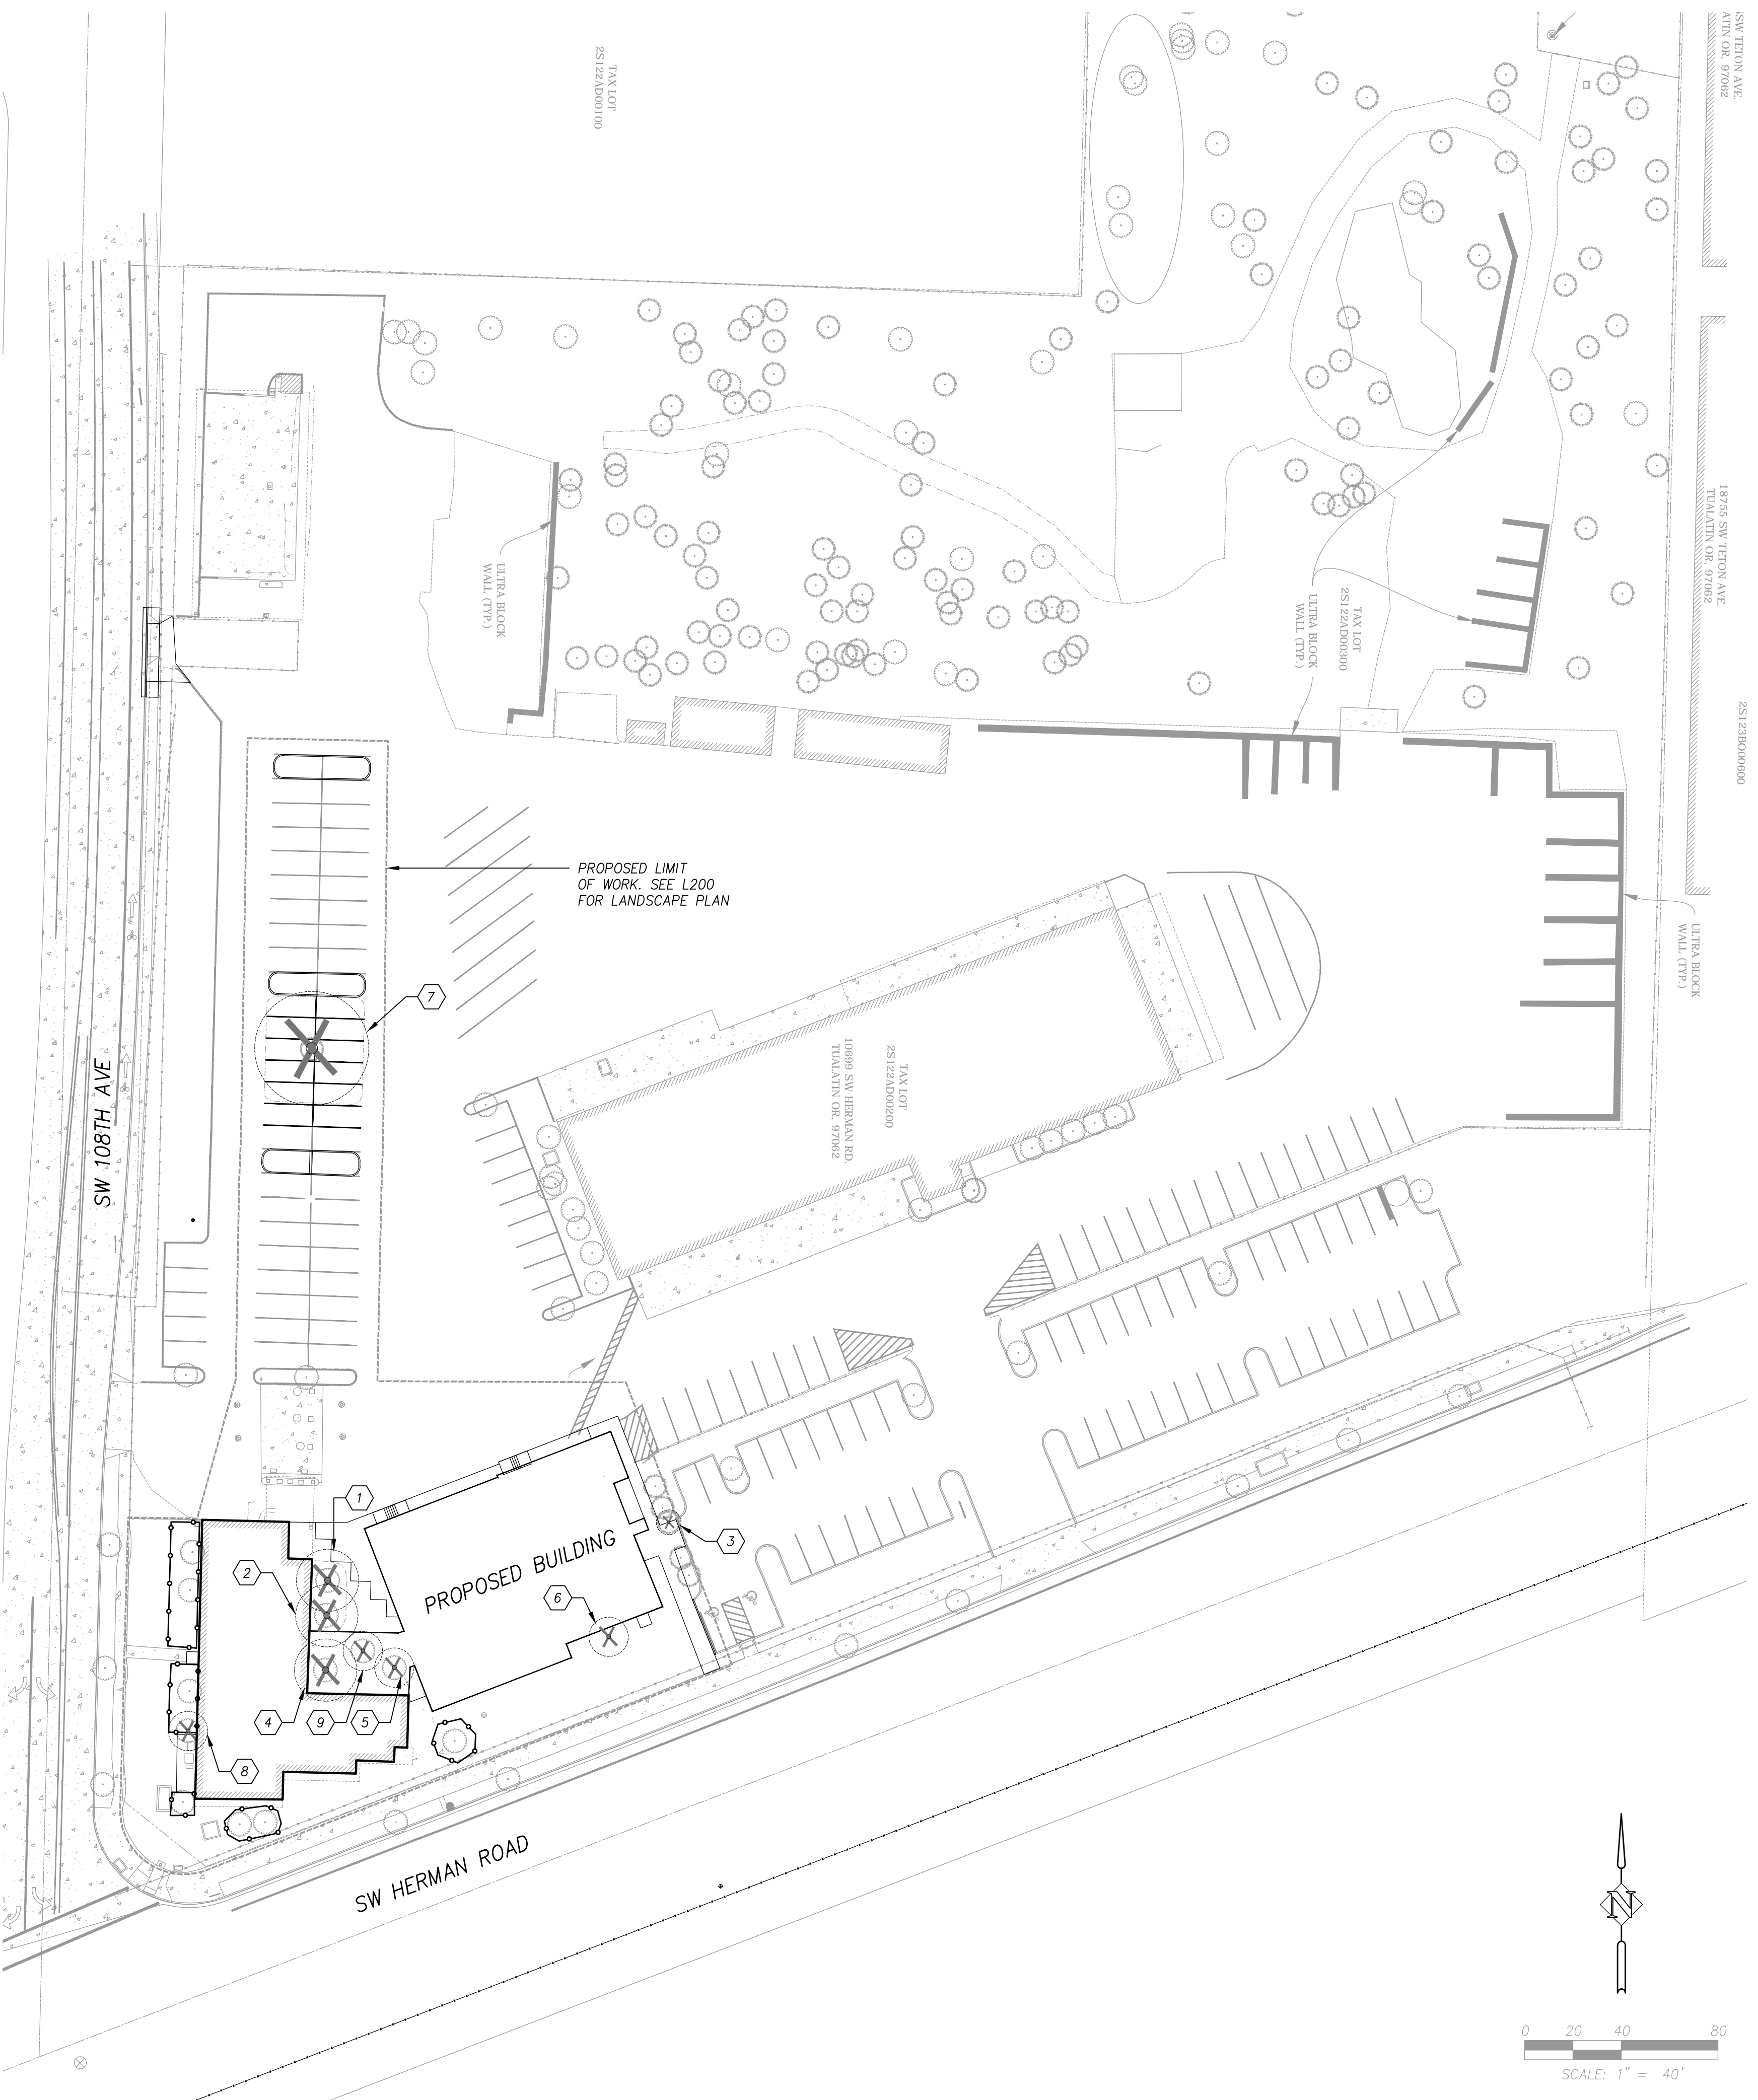 TAX LOT
2S122AD00100
SW TETON AVE.
ATIN OR, 97062
18755 SW TETON AVE.
TUALATIN OR, 97062
ULTRA BLOCK
WALL (TYP.)
TAX LOT
2S122AD00300
ULTRA BLOCK
WALL (TYP.)
2S123B000600
PROPOSED LIMIT
OF WORK. SEE L200
FOR LANDSCAPE PLAN
ULTRA BLOCK
WALL (TYP.)
7
SW 108TH AVE
TAX LOT
2S122AD00200
10699 SW HERMAN RD.
TUALATIN OR, 97062
1
3
2
PROPOSED BUILDING
6
4
9
5
8
SW HERMAN ROAD
N
0 20 40 80
SCALE: 1" = 40'